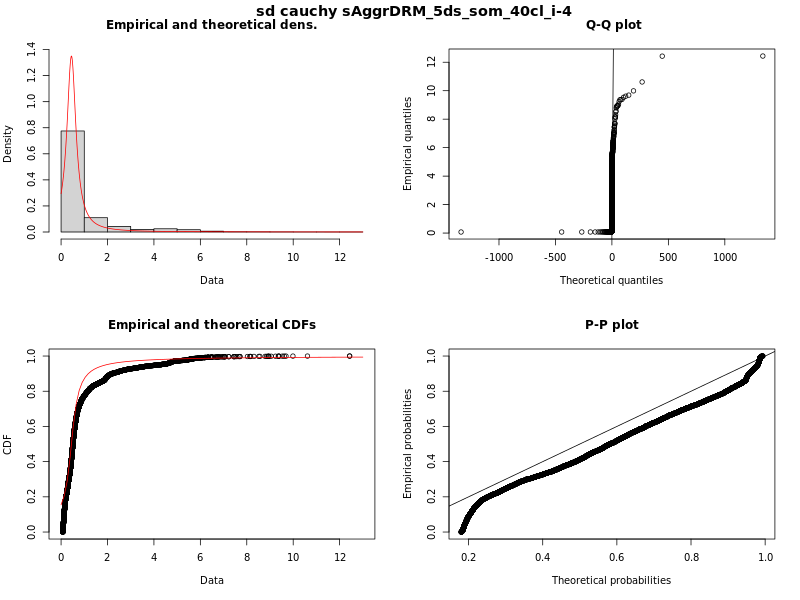 sd cauchy sAggrDRM_5ds_som_40cl_i-4
Empirical and theoretical dens.
Density
0.0 0.2 0.4 0.6 0.8 1.0 1.2 1.4
0 2 4 6 8 10 12
Data
Q-Q plot
Empirical quantiles
0 2 4 6 8 10 12
-1000 -500 0 500 1000
Theoretical quantiles
Empirical and theoretical CDFs
CDF
0.0 0.2 0.4 0.6 0.8 1.0
0 2 4 6 8 10 12
Data
P-P plot
Empirical probabilities
0.0 0.2 0.4 0.6 0.8 1.0
0.2 0.4 0.6 0.8 1.0
Theoretical probabilities